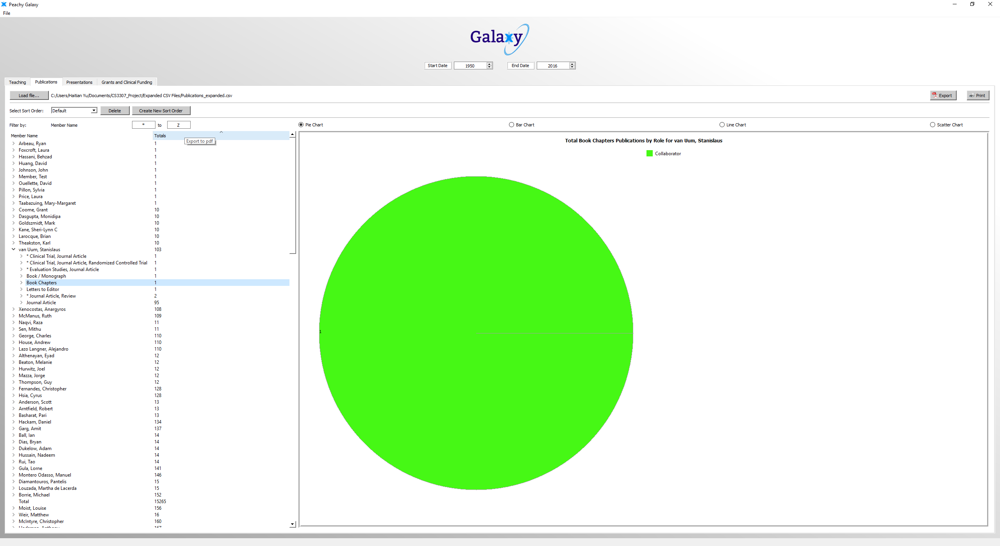 Peachy Galaxy
File
Galaxy
Start Date 1950 End Date 2016
Teaching Publications Presentations Grants and Clinical Funding
Load file... C:/Users/Haitian Yu/Documents/CS3307_Project/Expanded CSV Files/Publications_expanded.csv Export Print
Select Sort Order: Default Delete Create New Sort Order
Filter by: Member Name * to Z Pie Chart Bar Chart Line Chart Scatter Chart
Member Name Totals
Export to pdf
Arbeau, Ryan 1
Foxcroft, Laura 1
Hassani, Behzad 1
Huang, David 1
Johnson, John 1
Member, Test 1
Ouellette, David 1
Pillon, Sylvia 1
Price, Laura 1
Taabazuing, Mary-Margaret 1
Coome, Grant 10
Dasgupta, Monidipa 10
Goldszmidt, Mark 10
Kane, Sheri-Lynn C 10
Larocque, Brian 10
Theakston, Karl 10
van Uum, Stanislaus 103
* Clinical Trial, Journal Article 1
* Clinical Trial, Journal Article, Randomized Controlled Trial 1
* Evaluation Studies, Journal Article 1
Book / Monograph 1
Book Chapters 1
Letters to Editor 1
* Journal Article, Review 2
Journal Article 95
Xenocostas, Anargyros 108
McManus, Ruth 109
Naqvi, Raza 11
Sen, Mithu 11
George, Charles 110
House, Andrew 110
Lazo Langner, Alejandro 110
Althenayan, Eyad 12
Beaton, Melanie 12
Hurwitz, Joel 12
Mazza, Jorge 12
Thompson, Guy 12
Fernandes, Christopher 128
Hsia, Cyrus 128
Anderson, Scott 13
Arntfield, Robert 13
Basharat, Pari 13
Hackam, Daniel 134
Garg, Amit 137
Ball, Ian 14
Dias, Bryan 14
Dukelow, Adam 14
Hussain, Nadeem 14
Rui, Tao 14
Gula, Lorne 141
Montero Odasso, Manuel 146
Diamantouros, Pantelis 15
Louzada, Martha de Lacerda 15
Borrie, Michael 152
Total 15265
Moist, Louise 156
Weir, Matthew 16
McIntyre, Christopher 160
Total Book Chapters Publications by Role for van Uum, Stanislaus
Collaborator
1